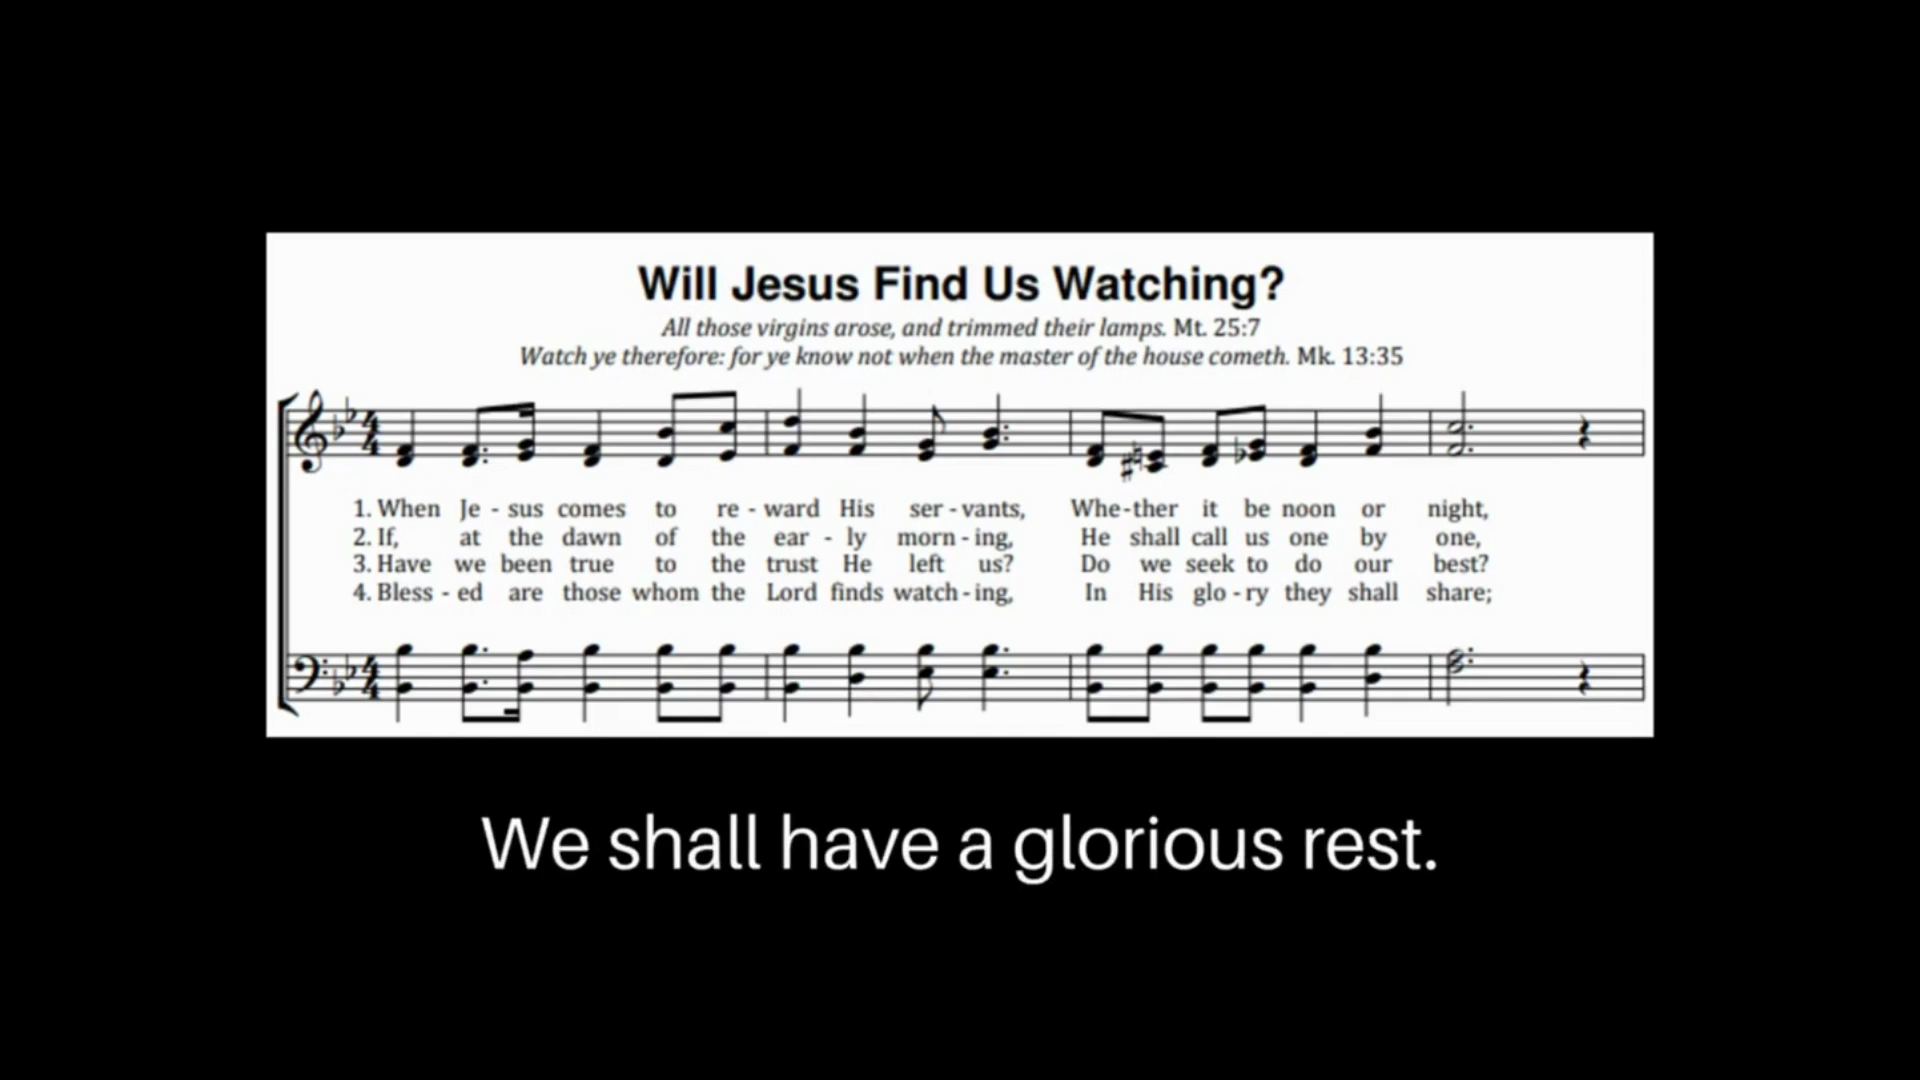 Will Jesus Find Us Watching?
All those virgins arose, and trimmed their lamps. Mt. 25:7
Watch ye therefore: for ye know not when the master of the house cometh. Mk. 13:35
1. When Je - sus comes to re - ward His ser - vants, Whe - ther it be noon or night,
2. If, at the dawn of the ear - ly morn - ing, He shall call us one by one,
3. Have we been true to the trust He left us? Do we seek to do our best?
4. Bless - ed are those whom the Lord finds watch - ing, In His glo - ry they shall share;
We shall have a glorious rest.